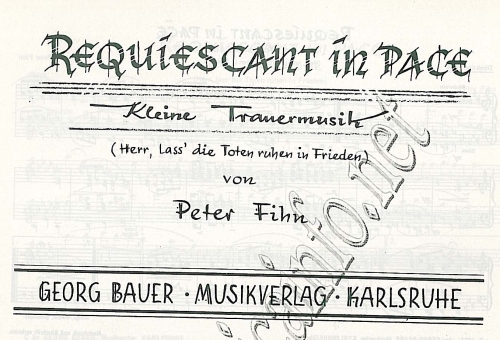 REQUIESCANT IN PACE
Kleine Trauermusik
(Herr, lass' die Toten ruhen in Frieden)
von
Peter Fihn
GEORG BAUER · MUSIKVERLAG · KARLSRUHE